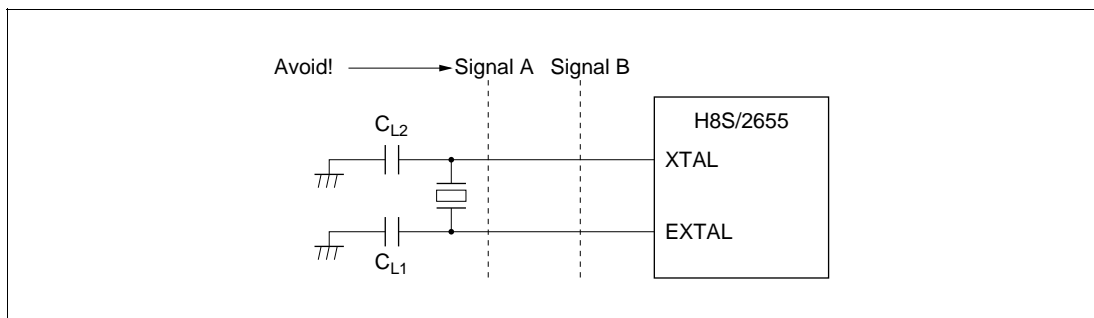 Avoid! Signal A Signal B
H8S/2655
CL2
XTAL
EXTAL
CL1